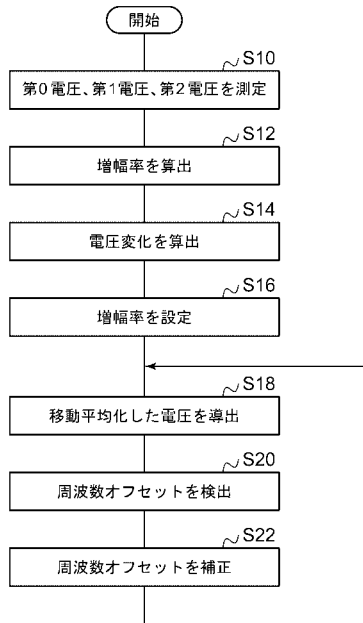 開始
S10
第0電圧、第1電圧、第2電圧を測定
S12
増幅率を算出
S14
電圧変化を算出
S16
増幅率を設定
S18
移動平均化した電圧を導出
S20
周波数オフセットを検出
S22
周波数オフセットを補正